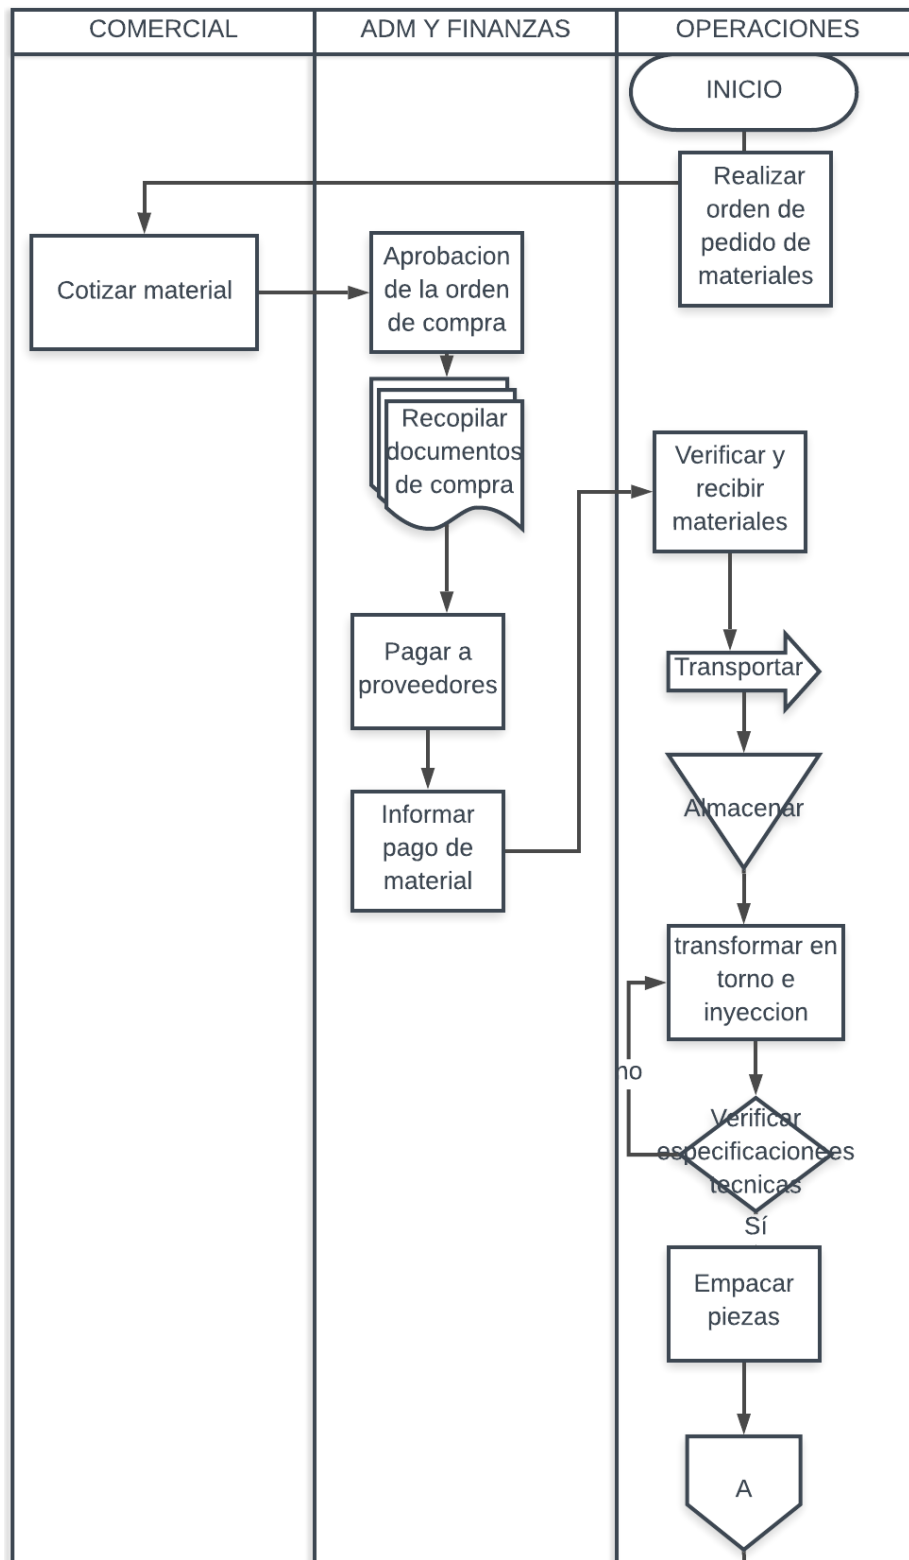 COMERCIAL
ADM Y FINANZAS
OPERACIONES
INICIO
Realizar
orden de
pedido de
materiales
Cotizar material
Aprobacion
de la orden
de compra
Recopilar
documentos
de compra
Pagar a
proveedores
Informar
pago de
material
Verificar y
recibir
materiales
Transportar
Almacenar
transformar en
torno e
inyeccion
no
Verificar
especificacionees
tecnicas
Sí
Empacar
piezas
A